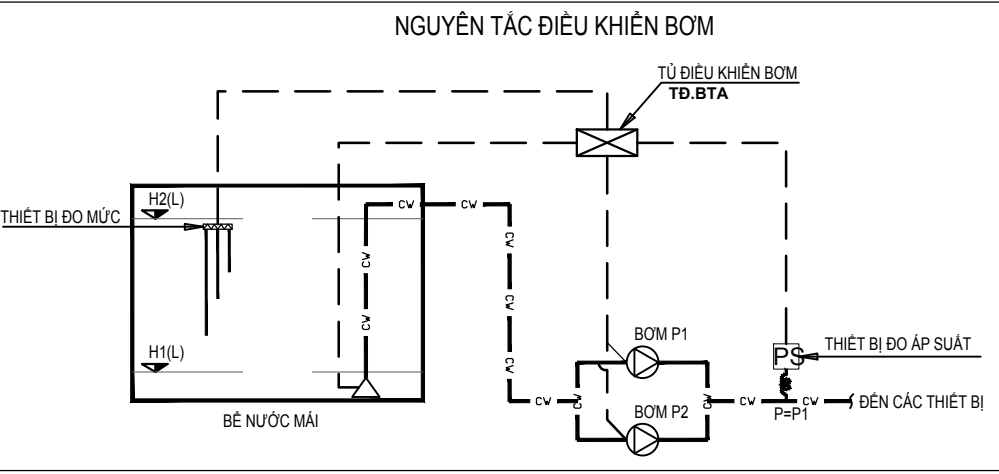 NGUYÊN TẮC ĐIỀU KHIỂN BƠM
TỦ ĐIỀU KHIỂN BƠM
TĐ.BTA
H2(L)
THIẾT BỊ ĐO MỨC
CW
CW
CW
CW
CW
CW
CW
H1(L)
BỂ NƯỚC MÁI
BƠM P1
PS
THIẾT BỊ ĐO ÁP SUẤT
CW
CW
CW
CW
CW
ĐẾN CÁC THIẾT BỊ
P=P1
BƠM P2